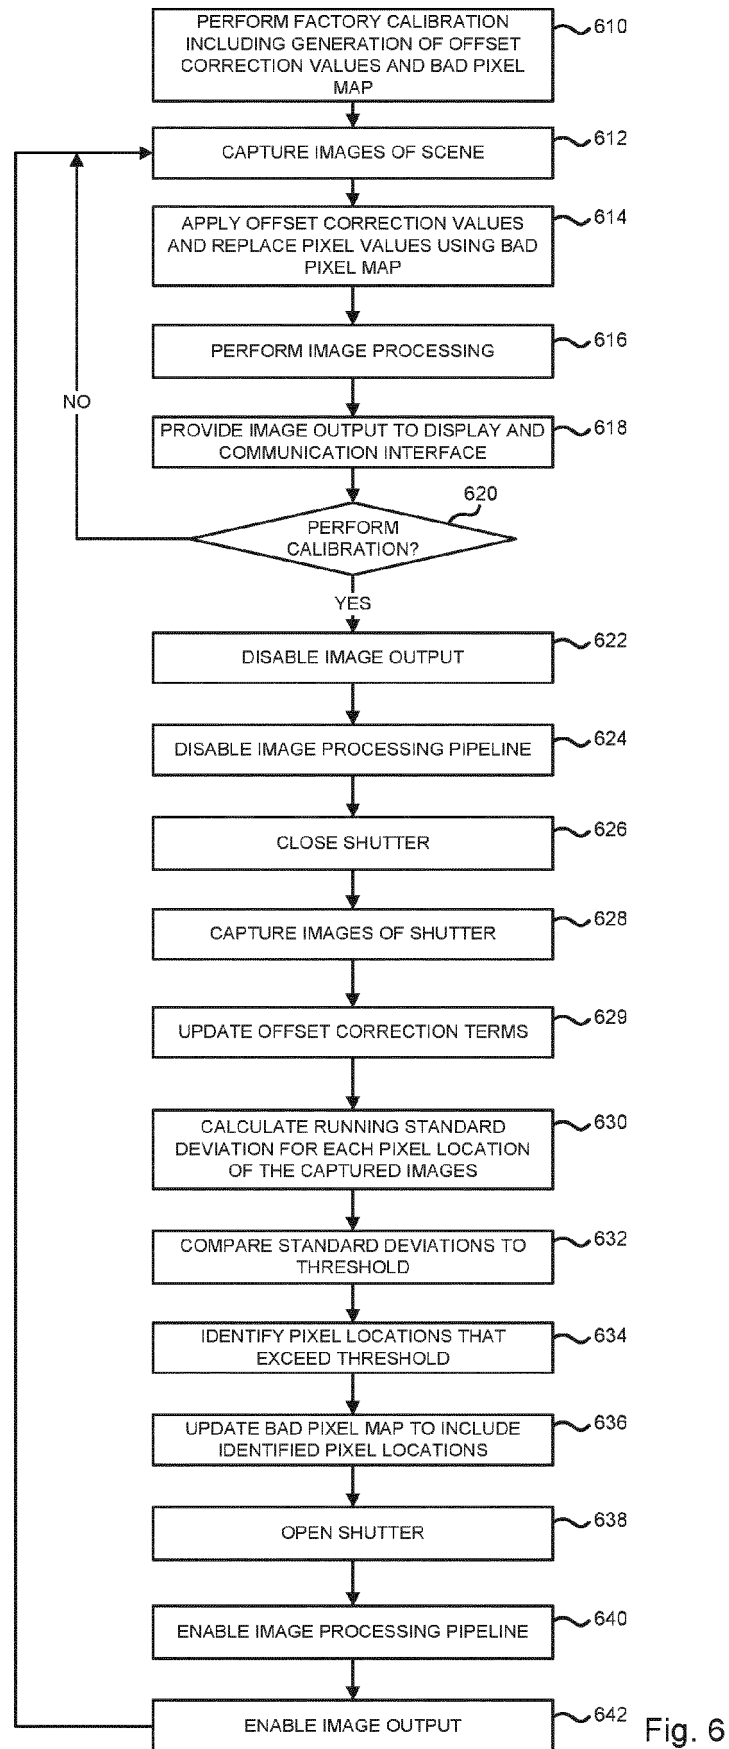 PERFORM FACTORY CALIBRATION
INCLUDING GENERATION OF OFFSET
CORRECTION VALUES AND BAD PIXEL
MAP
610
CAPTURE IMAGES OF SCENE
612
APPLY OFFSET CORRECTION VALUES
AND REPLACE PIXEL VALUES USING BAD
PIXEL MAP
614
PERFORM IMAGE PROCESSING
616
NO
PROVIDE IMAGE OUTPUT TO DISPLAY AND
COMMUNICATION INTERFACE
618
620
PERFORM
CALIBRATION?
YES
DISABLE IMAGE OUTPUT
622
DISABLE IMAGE PROCESSING PIPELINE
624
CLOSE SHUTTER
626
CAPTURE IMAGES OF SHUTTER
628
UPDATE OFFSET CORRECTION TERMS
629
CALCULATE RUNNING STANDARD
DEVIATION FOR EACH PIXEL LOCATION
OF THE CAPTURED IMAGES
630
COMPARE STANDARD DEVIATIONS TO
THRESHOLD
632
IDENTIFY PIXEL LOCATIONS THAT
EXCEED THRESHOLD
634
UPDATE BAD PIXEL MAP TO INCLUDE
IDENTIFIED PIXEL LOCATIONS
636
OPEN SHUTTER
638
ENABLE IMAGE PROCESSING PIPELINE
640
ENABLE IMAGE OUTPUT
642
Fig. 6